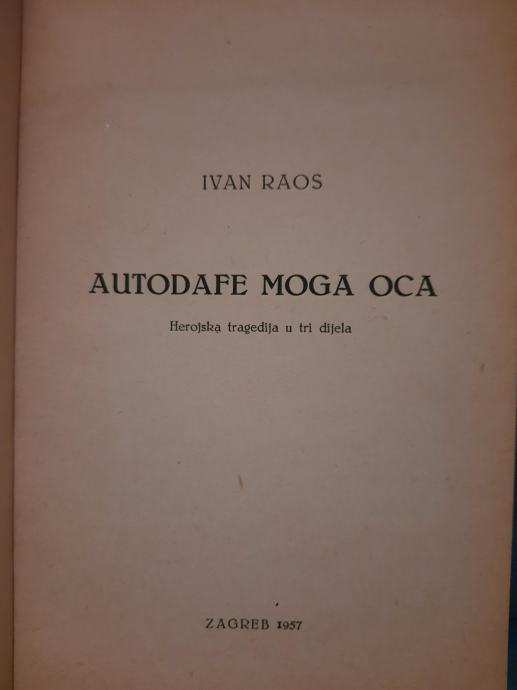 IVAN RAOS
AUTODAFE MOGA OCA
Herojska tragedija u tri dijela
ZAGREB 1957